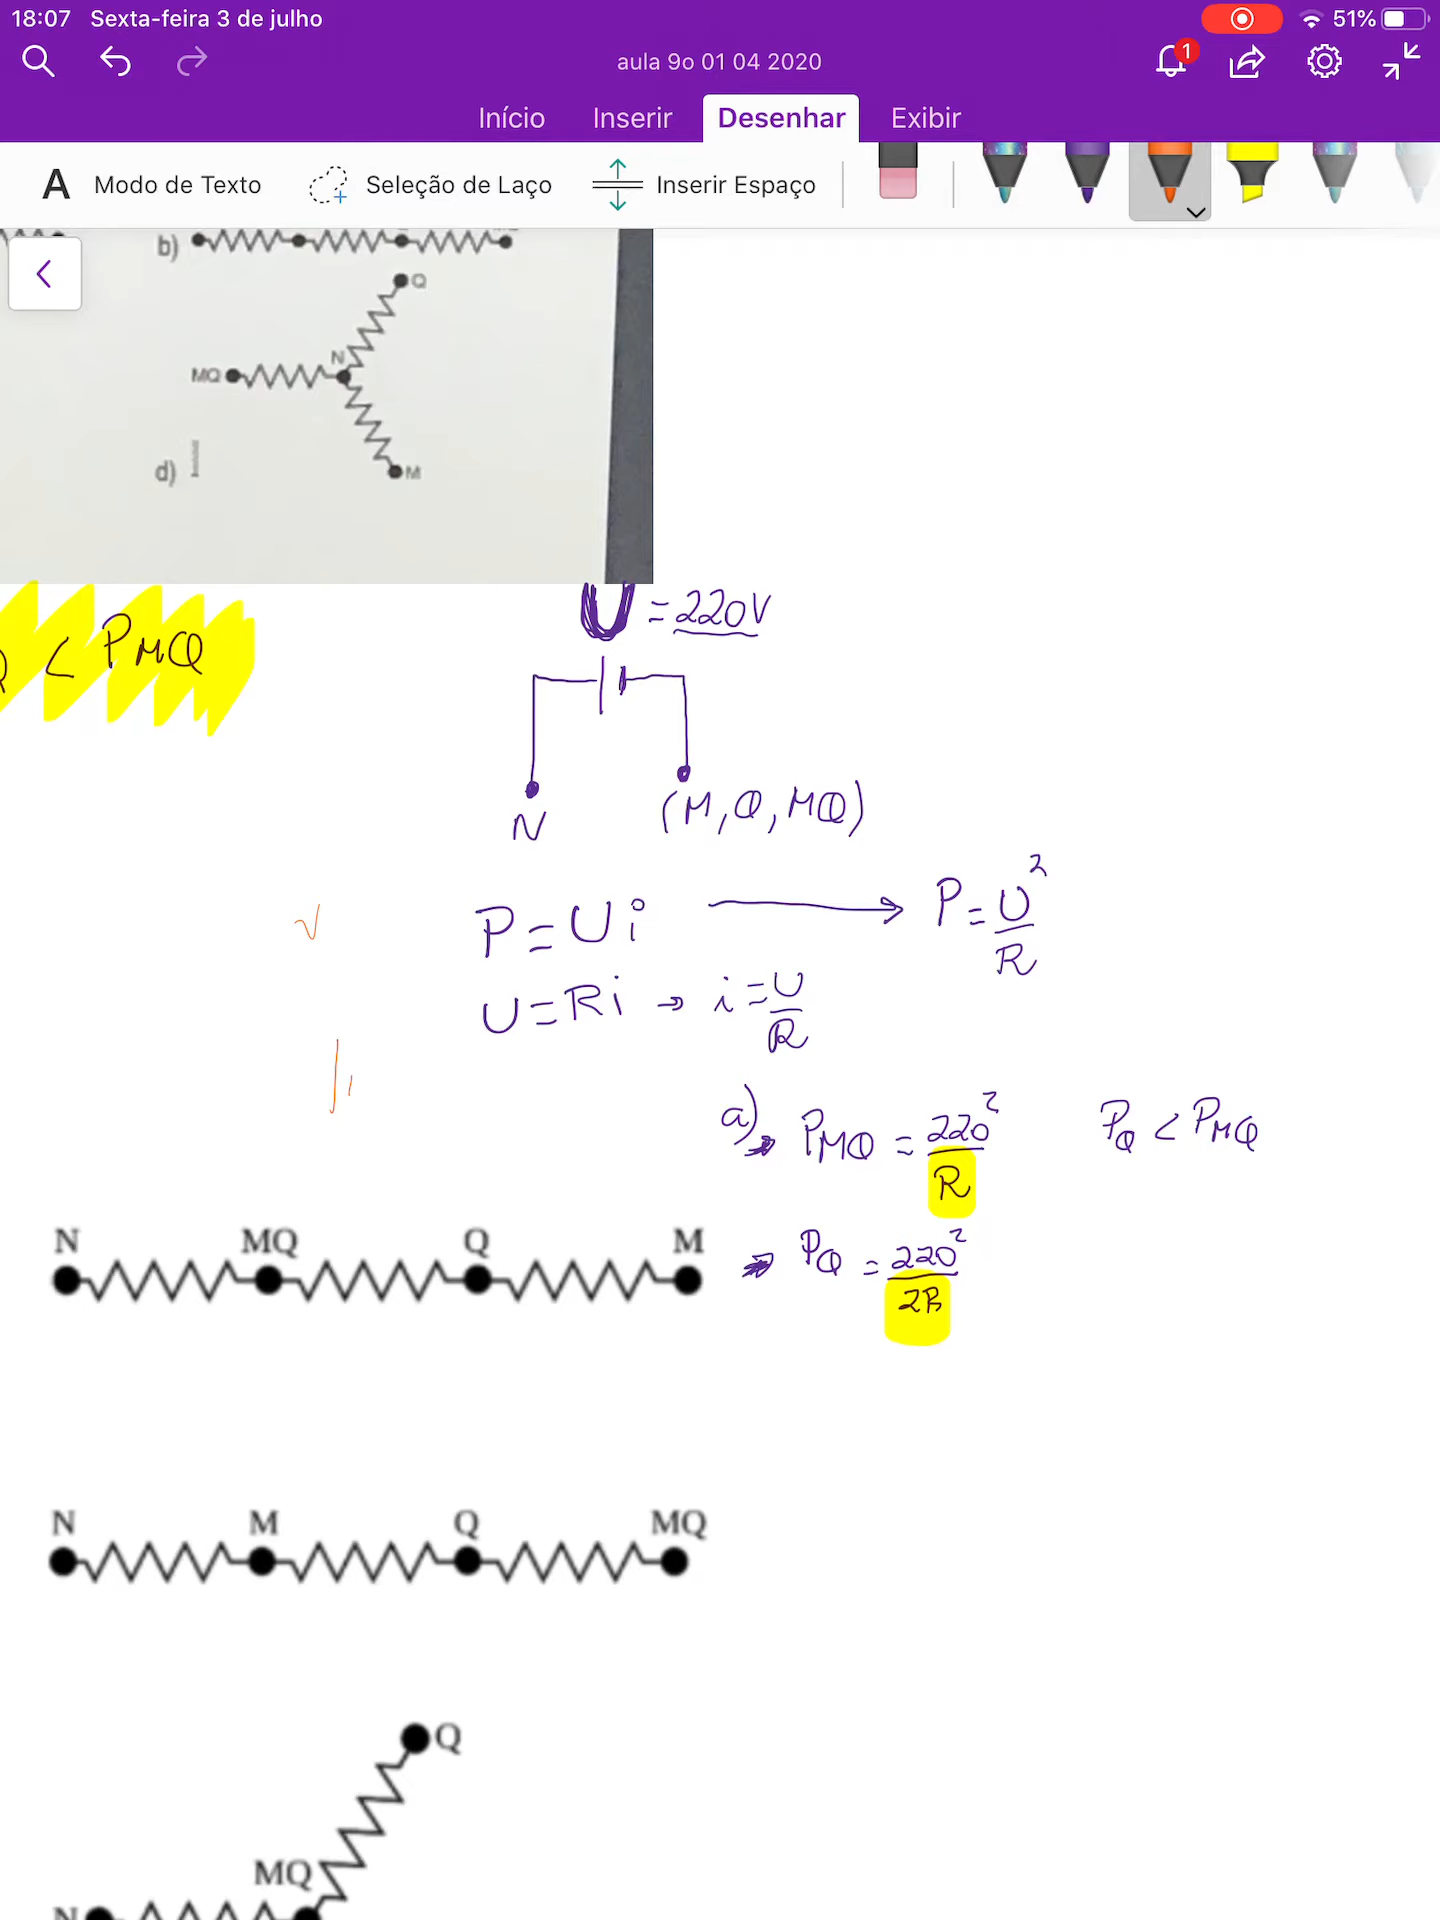 18:07 Sexta-feira 3 de julho 51%
aula 9o 01 04 2020
1
Início Inserir Desenhar Exibir
A Modo de Texto Seleção de Laço Inserir Espaço
b)
Q
N
MQ
M
d)
< PMQ
U = 220V
N (M, Q, MQ)
P = Ui → P = U²/R
U = Ri → i = U/R
a) PMQ = 220²/R PQ < PMQ
N MQ Q M
PQ = 220²/2R
N M Q MQ
Q
MQ
N